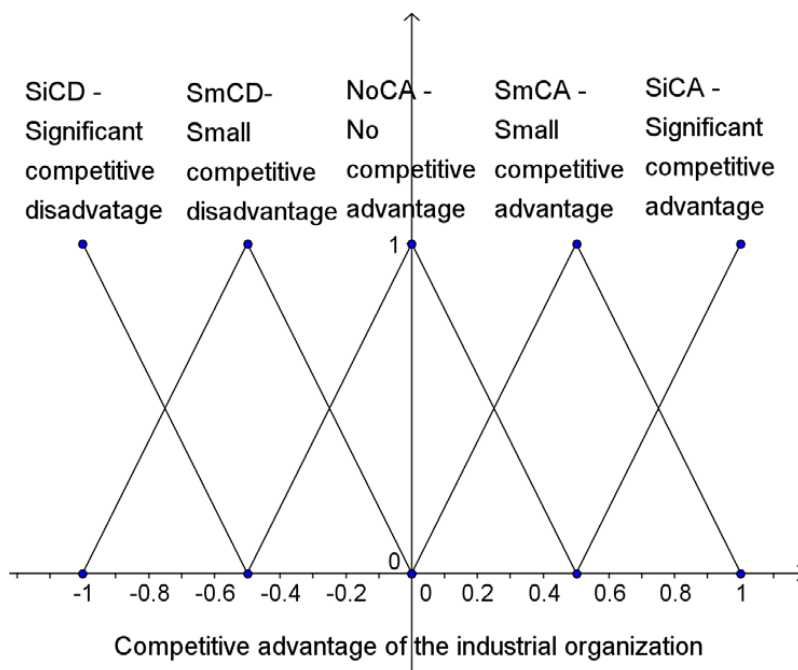 SiCD -
Significant
competitive
disadvatage
SmCD-
Small
competitive
disadvantage
NoCA -
No
competitive
advantage
SmCA -
Small
competitive
advantage
SiCA -
Significant
competitive
advantage
1
0
-1 -0.8 -0.6 -0.4 -0.2 0 0.2 0.4 0.6 0.8 1
Competitive advantage of the industrial organization